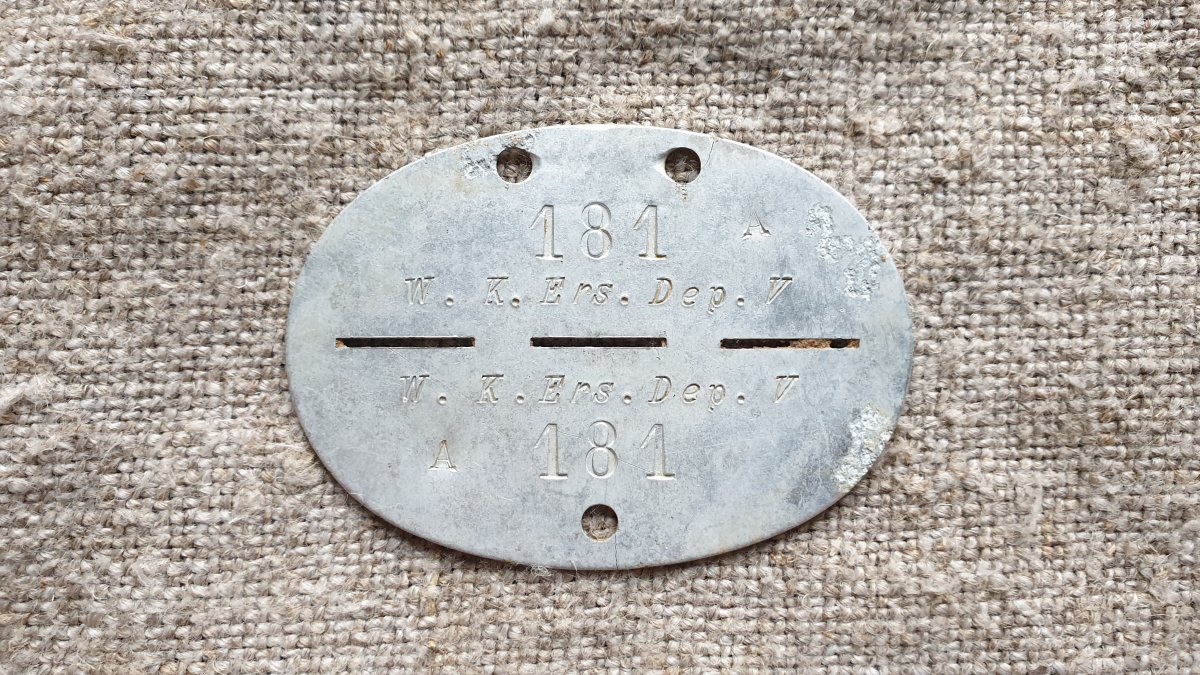 181 A
W. K. Ers. Dep. V
W. K. Ers. Dep. V
A 181